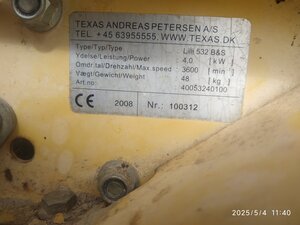 TEXAS ANDREAS PETERSEN A/S
TEL. +45 63955555, WWW.TEXAS.DK
Type/Typ/Type Lilli 532 B&S
Ydelse/Leistung/Power 4.0 [ kW ]
Omdr.tal/Drehzahl/Max.speed 3600 [ min ]
Vægt/Gewicht/Weight 48 [ kg ]
40053240100
CE 2008 Nr.: 100312
2025/5/4 11:40